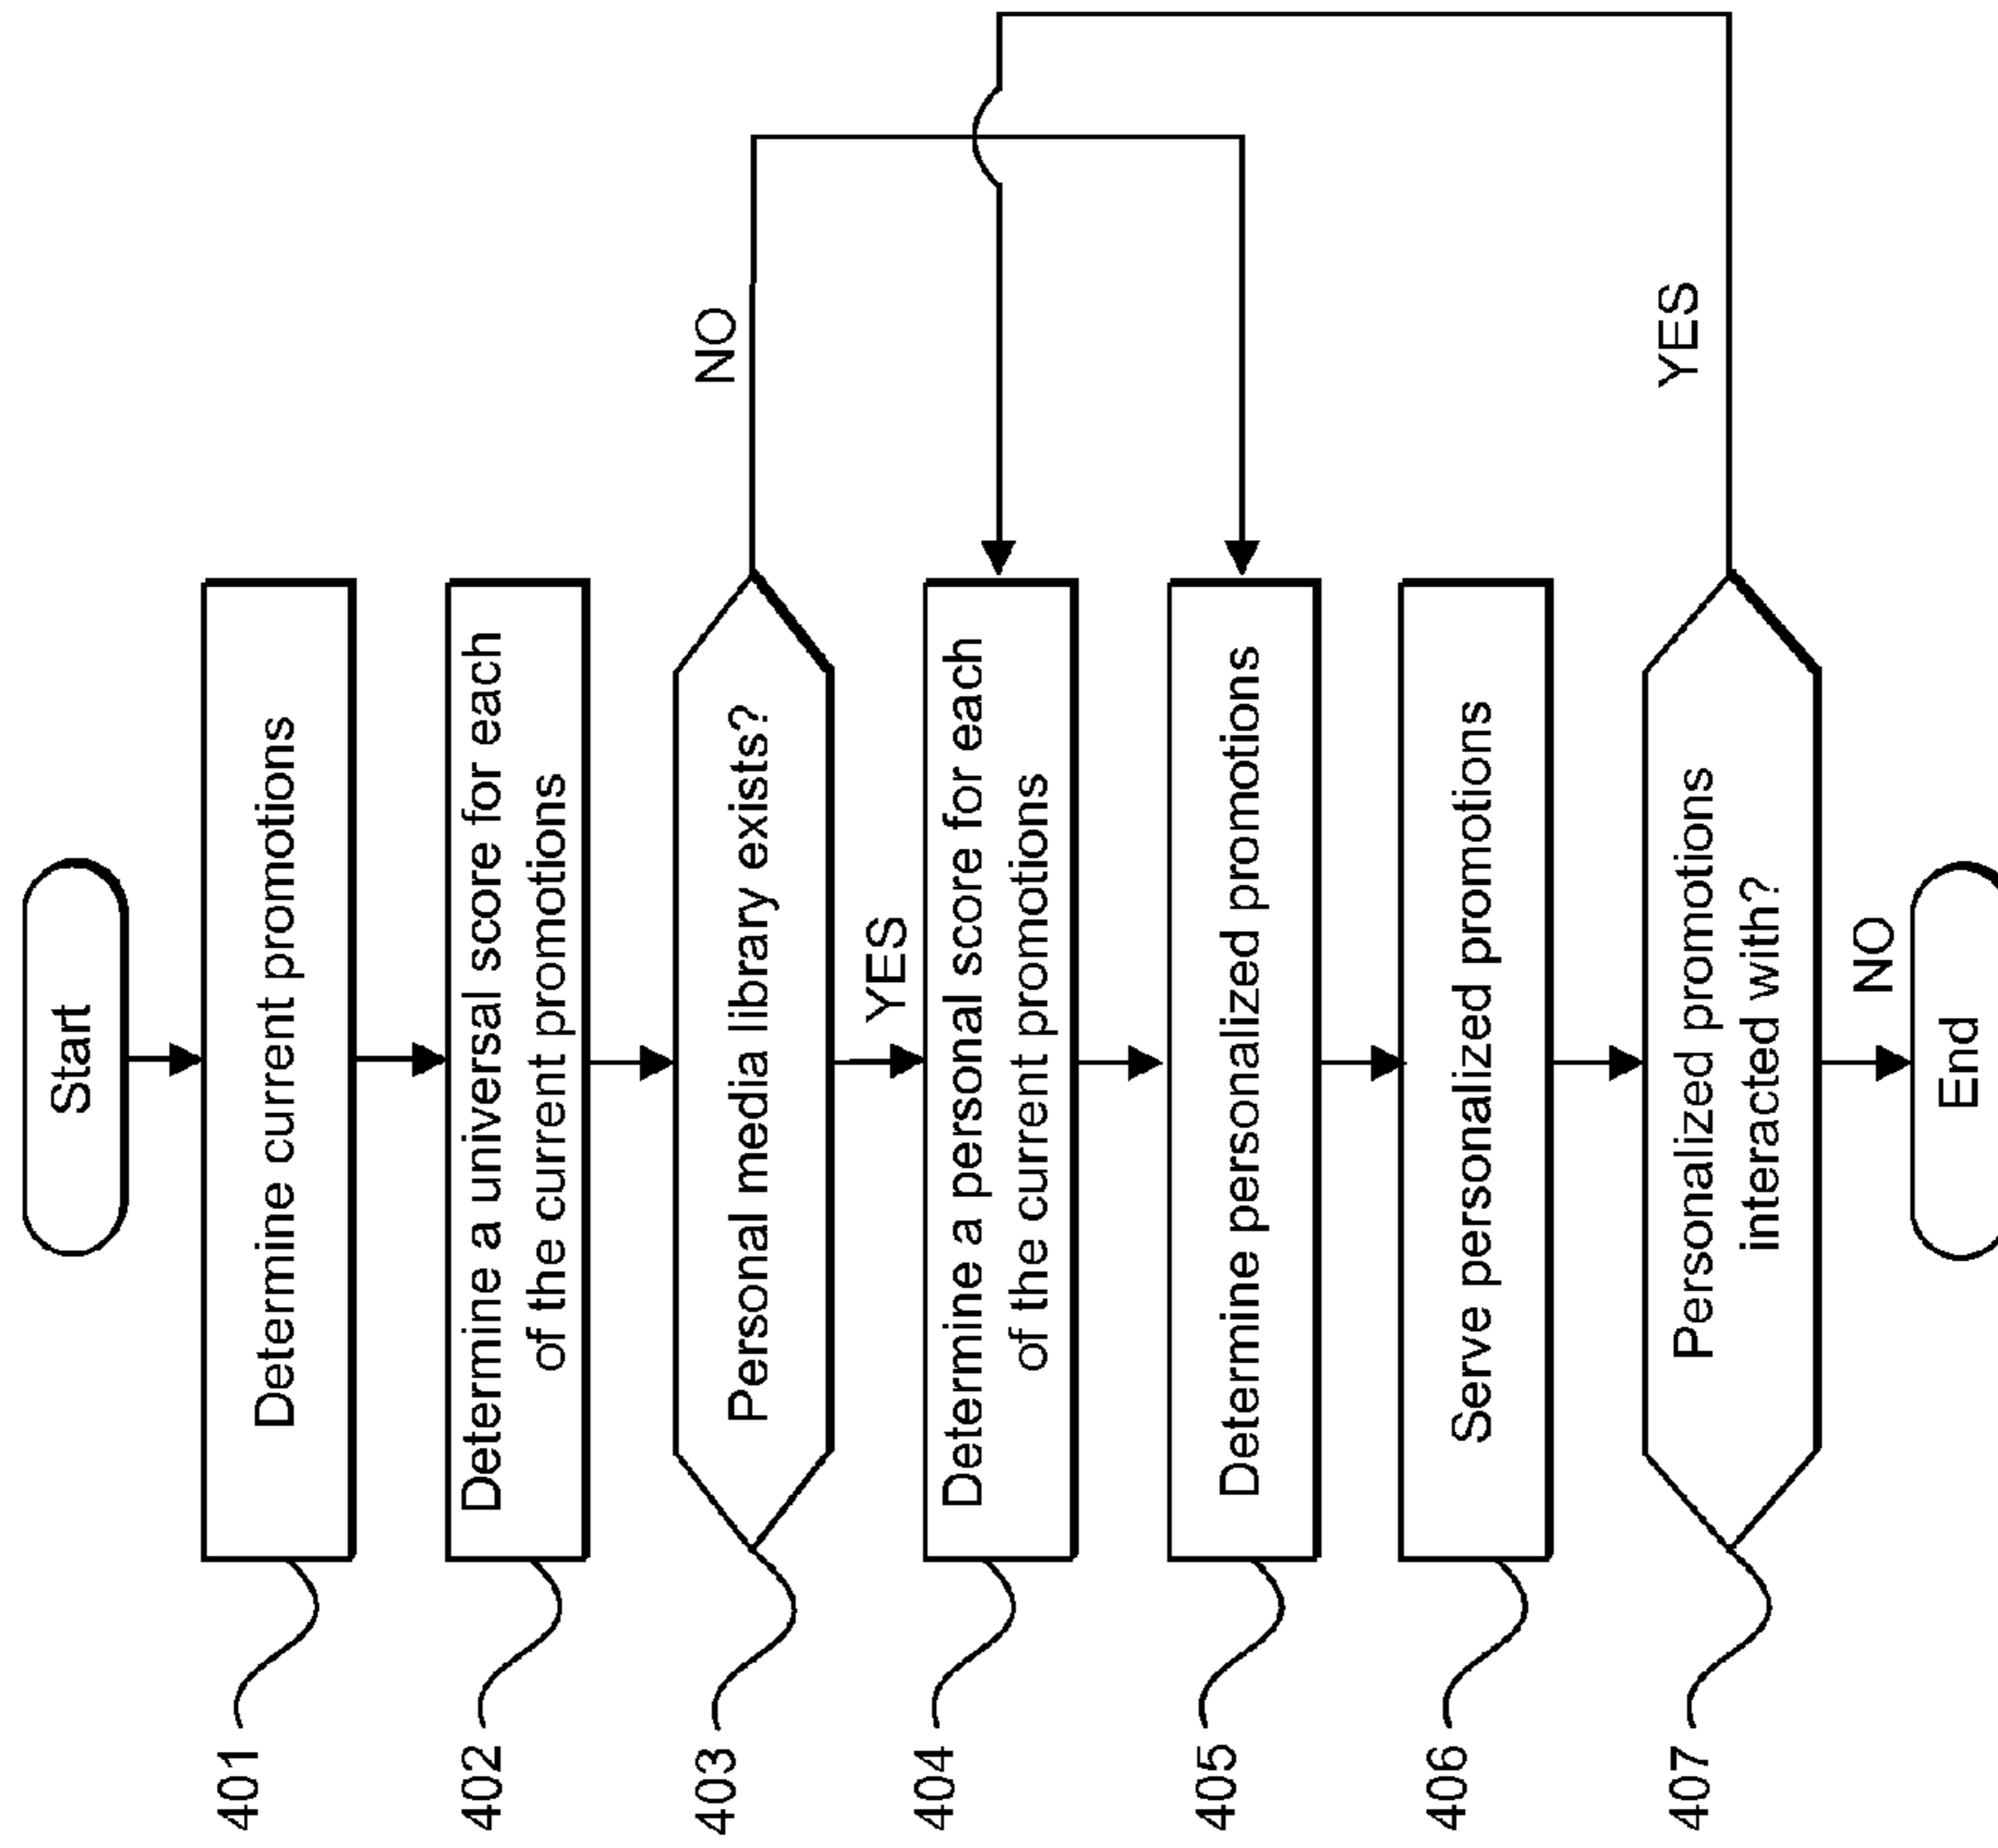 Start
401
Determine current promotions
402
Determine a universal score for each
of the current promotions
403
Personal media library exists?
NO
YES
404
Determine a personal score for each
of the current promotions
405
Determine personalized promotions
406
Serve personalized promotions
407
Personalized promotions
interacted with?
YES
NO
End